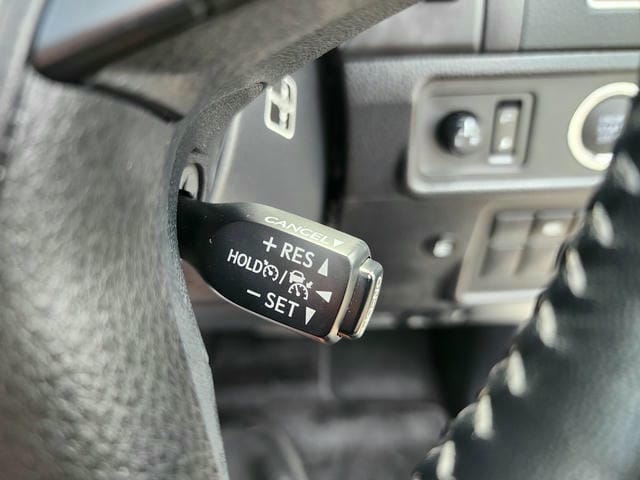 CANCEL▼
+ RES ▲
HOLD /
− SET ▼